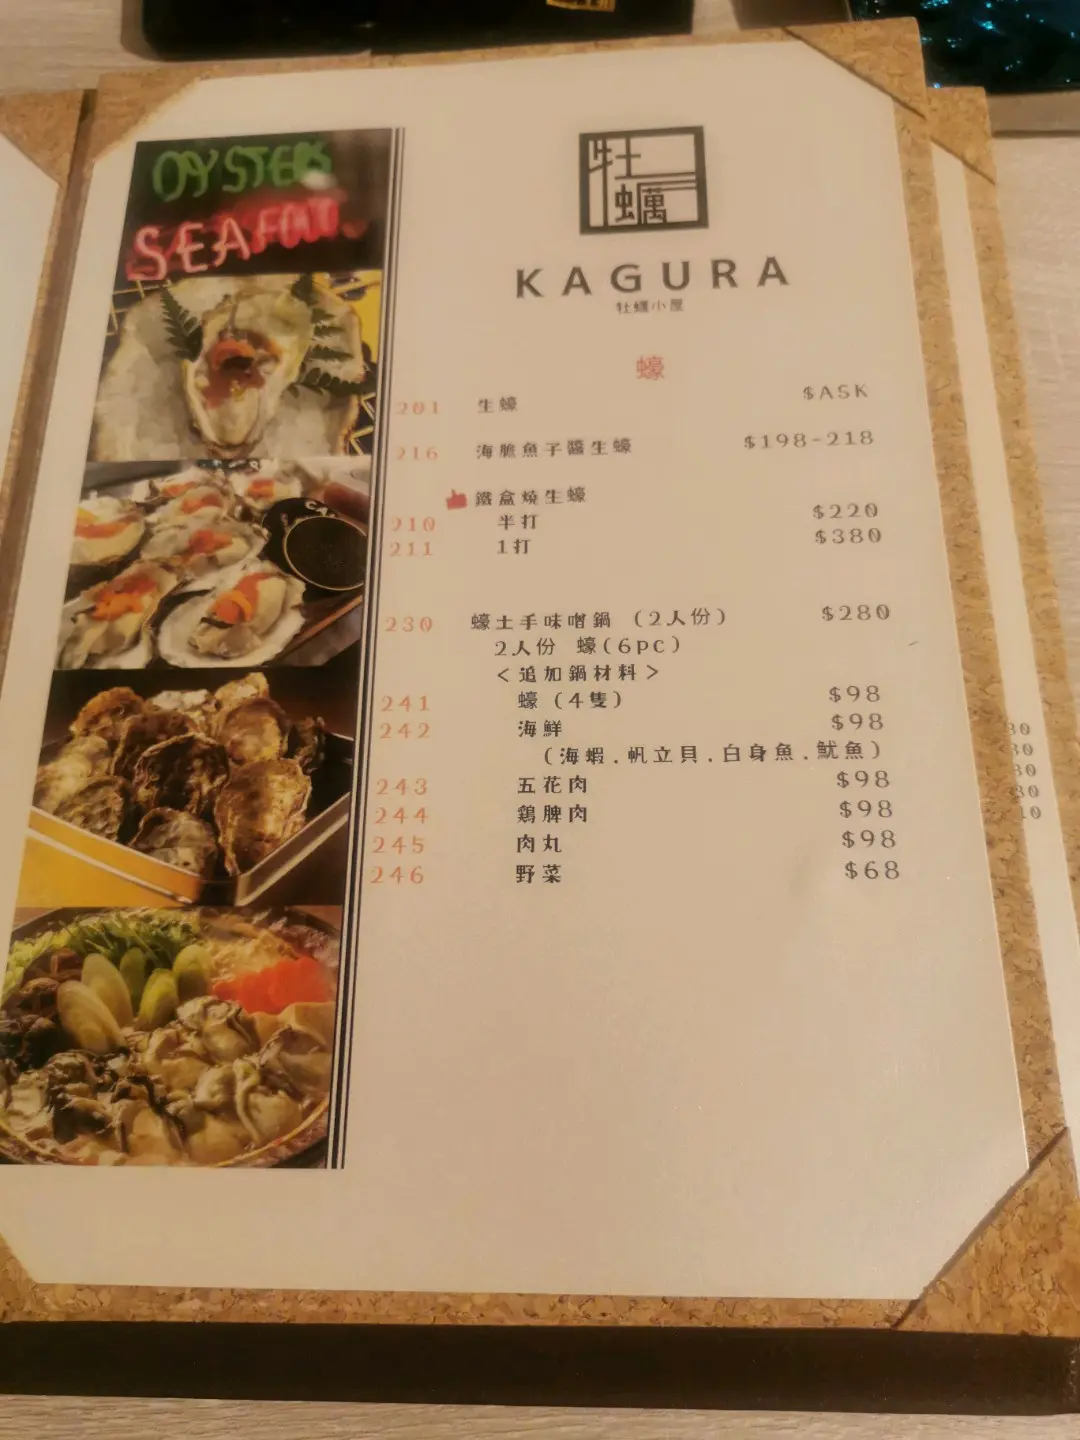 OYSTERS
SEAFOOD
牡蠣
KAGURA
牡蠣小屋
蠔
201 生蠔 $ASK
216 海膽魚子醬生蠔 $198-218
鐵盒燒生蠔
210 半打 $220
211 1打 $380
230 蠔土手味噌鍋 (2人份) $280
2人份 蠔(6pc)
<追加鍋材料>
241 蠔 (4隻) $98
242 海鮮 $98
(海蝦.帆立貝.白身魚.魷魚)
243 五花肉 $98
244 鶏脾肉 $98
245 肉丸 $98
246 野菜 $68